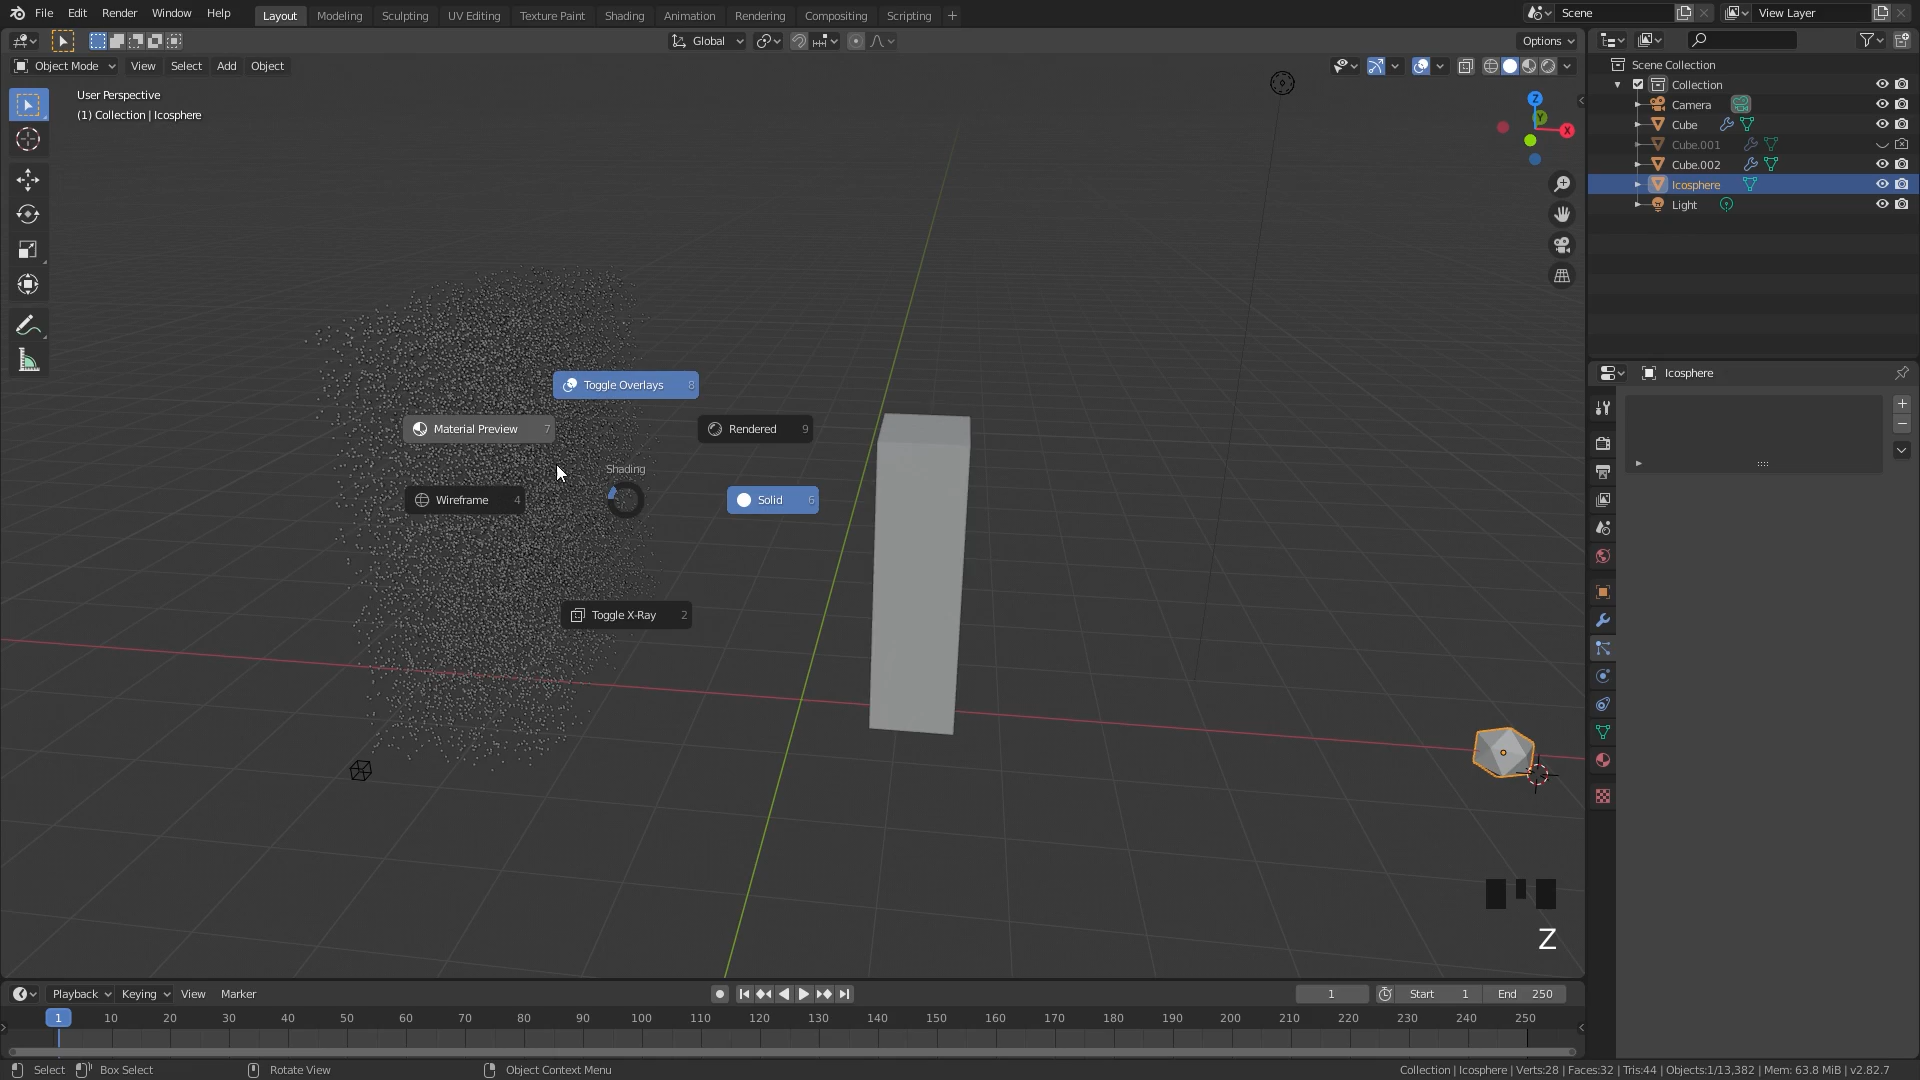 File Edit Render Window Help Layout Modeling Sculpting UV Editing Texture Paint Shading Animation Rendering Compositing Scripting + Scene View Layer
Global Options
Object Mode View Select Add Object
User Perspective
(1) Collection | Icosphere
Z
Y
X
Scene Collection
Collection
Camera
Cube
Cube.001
Cube.002
Icosphere
Light
Icosphere
Toggle Overlays 8
Material Preview 7
Rendered 9
Shading
Wireframe 4
Solid 6
Toggle X-Ray 2
Z
Playback Keying View Marker 1 Start 1 End 250
1 10 20 30 40 50 60 70 80 90 100 110 120 130 140 150 160 170 180 190 200 210 220 230 240 250
Select Box Select Rotate View Object Context Menu Collection | Icosphere | Verts:28 | Faces:32 | Tris:44 | Objects:1/13,382 | Mem: 63.8 MiB | v2.82.7